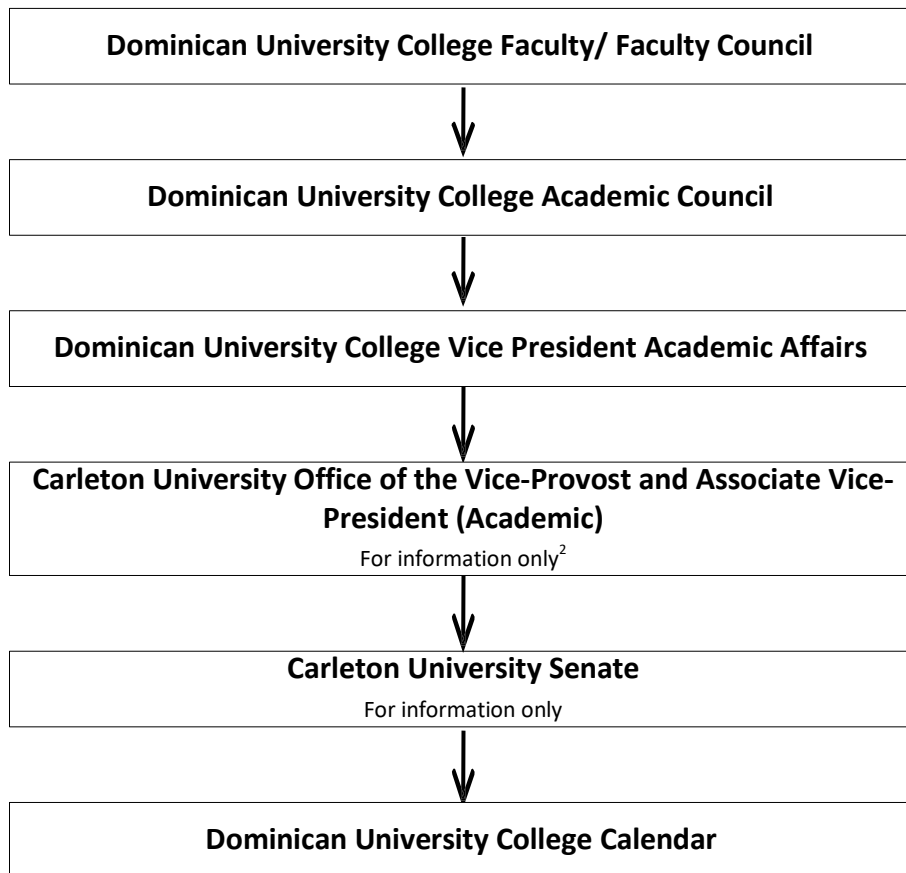 Dominican University College Faculty/ Faculty Council
Dominican University College Academic Council
Dominican University College Vice President Academic Affairs
Carleton University Office of the Vice-Provost and Associate Vice-
President (Academic)
For information only²
Carleton University Senate
For information only
Dominican University College Calendar